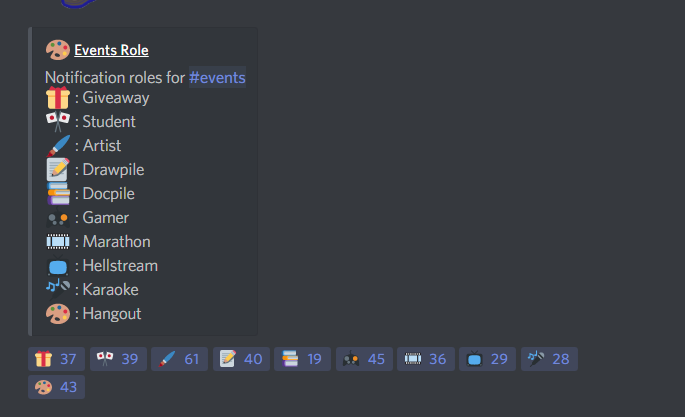 Events Role
Notification roles for #events
: Giveaway
: Student
: Artist
: Drawpile
: Docpile
: Gamer
: Marathon
: Hellstream
: Karaoke
: Hangout
37 39 61 40 19 45 36 29 28
43